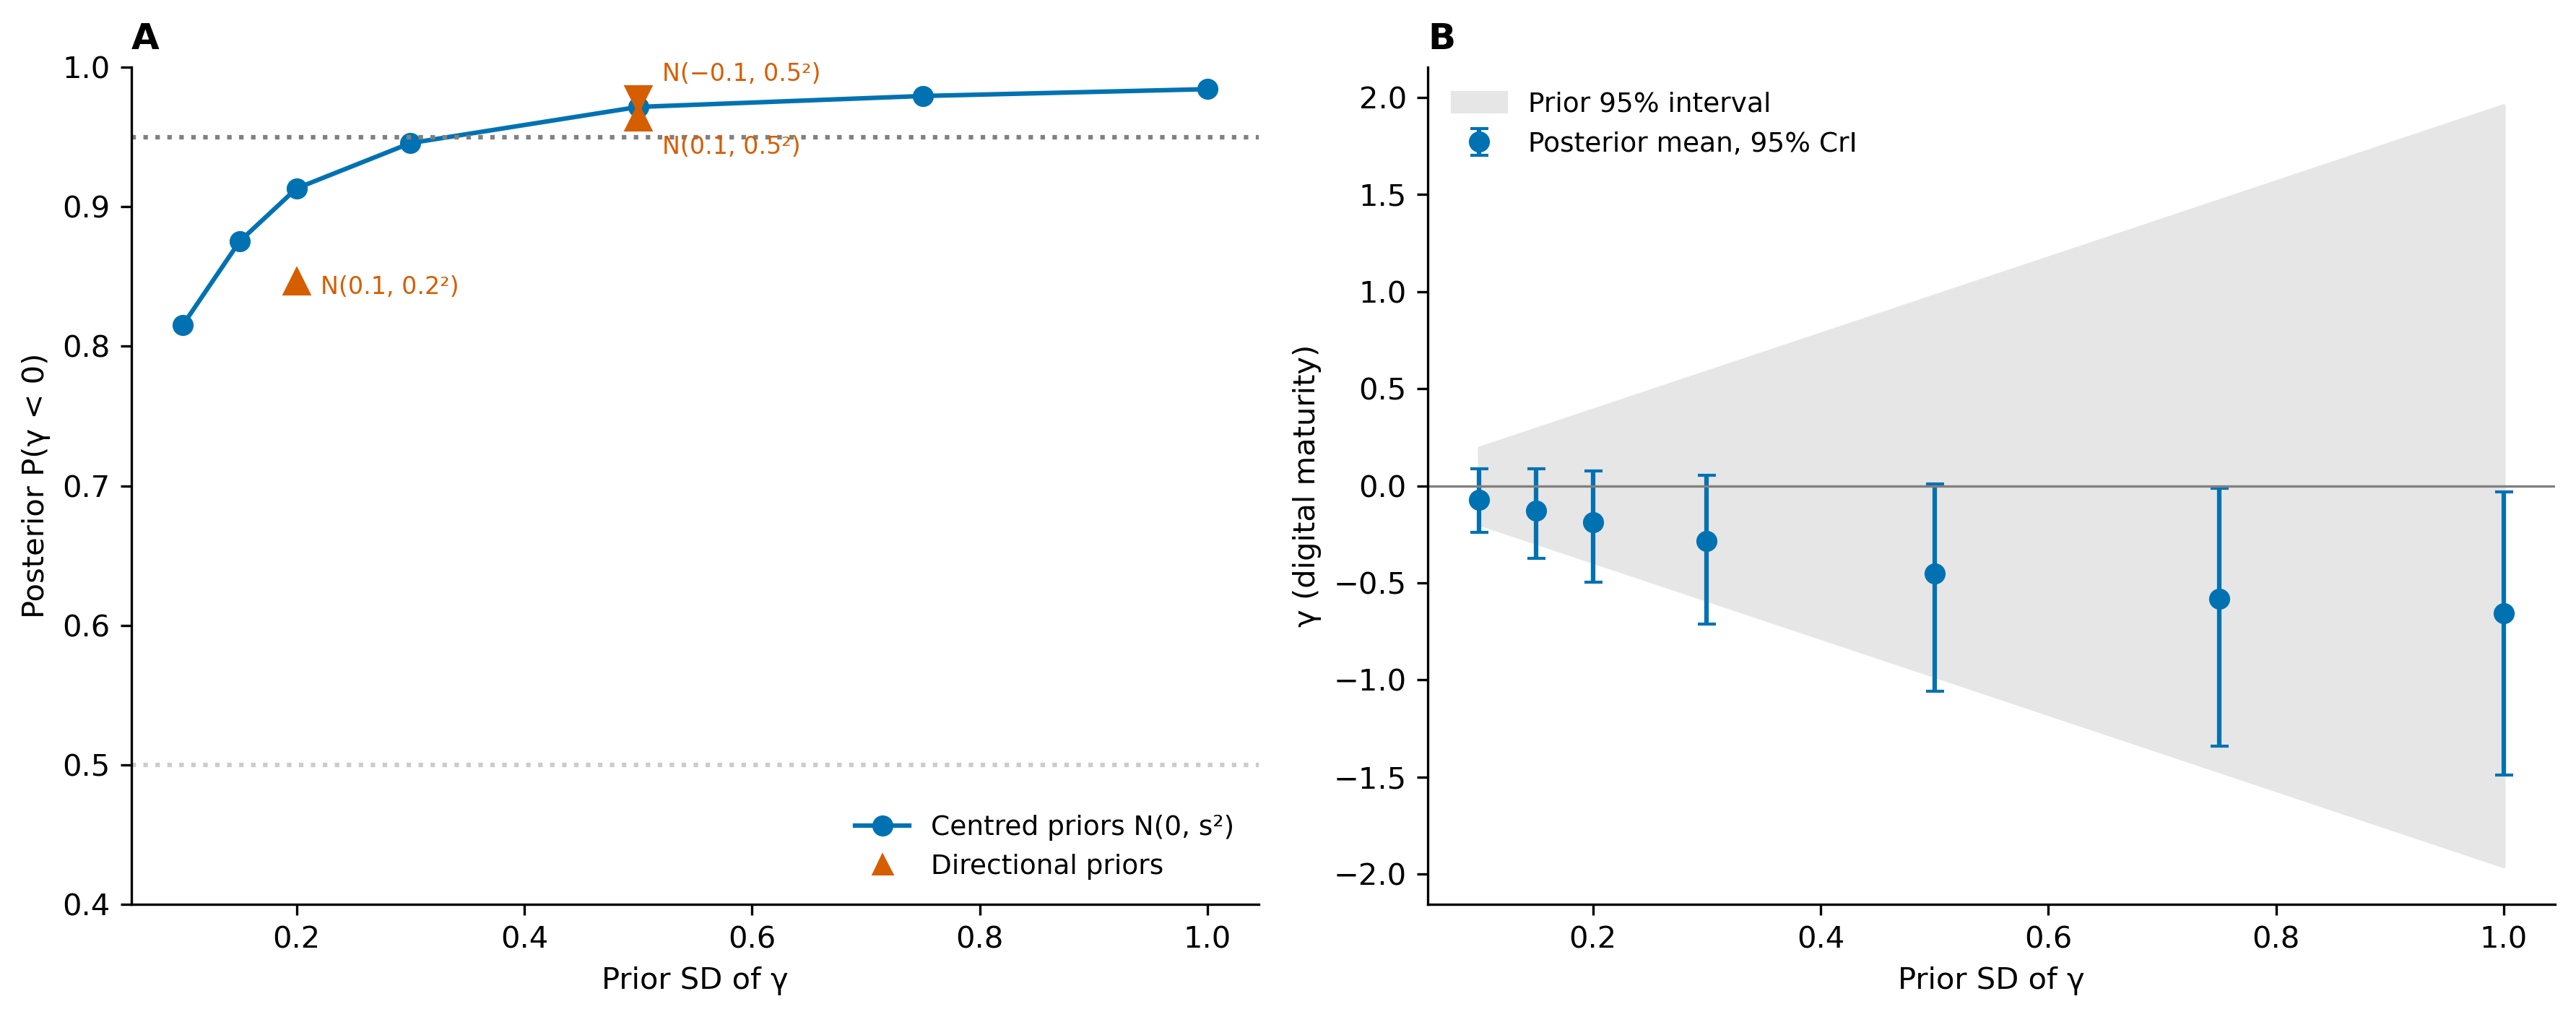 A
1.0
0.9
0.8
0.7
0.6
0.5
0.4
Posterior P(γ < 0)
N(−0.1, 0.5²)
N(0.1, 0.5²)
N(0.1, 0.2²)
Centred priors N(0, s²)
Directional priors
0.2 0.4 0.6 0.8 1.0
Prior SD of γ
B
2.0
1.5
1.0
0.5
0.0
−0.5
−1.0
−1.5
−2.0
γ (digital maturity)
Prior 95% interval
Posterior mean, 95% CrI
0.2 0.4 0.6 0.8 1.0
Prior SD of γ